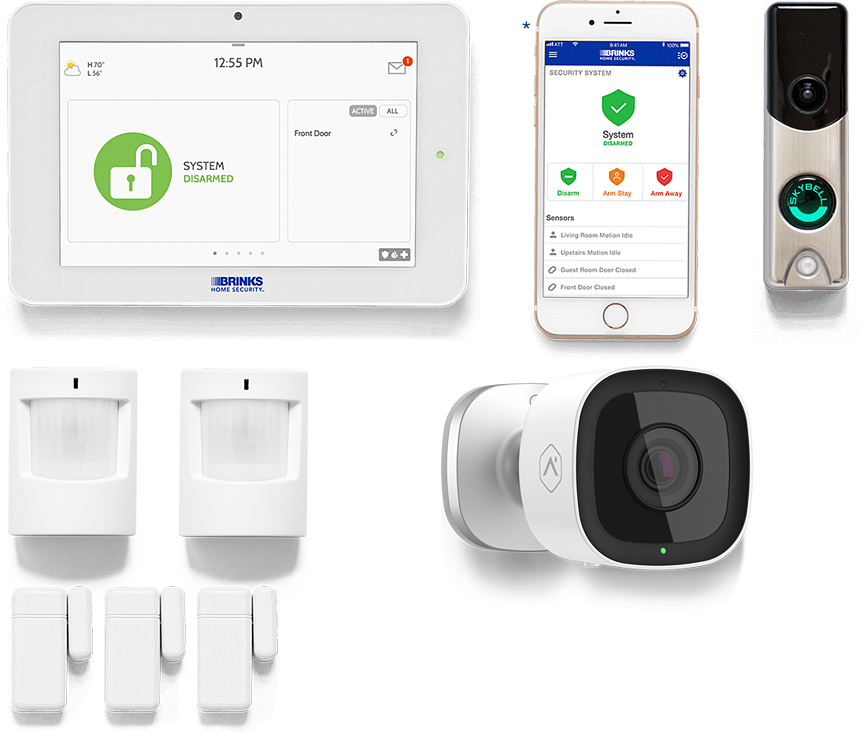 H 70°
L 56°
12:55 PM
1
ACTIVE ALL
Front Door
SYSTEM
DISARMED
BRINKS
HOME SECURITY.
*
AT&T 9:41 AM 100%
BRINKS
HOME SECURITY.
SECURITY SYSTEM
System
DISARMED
Disarm Arm Stay Arm Away
Sensors
Living Room Motion Idle
Upstairs Motion Idle
Guest Room Door Closed
Front Door Closed
SKYBELL